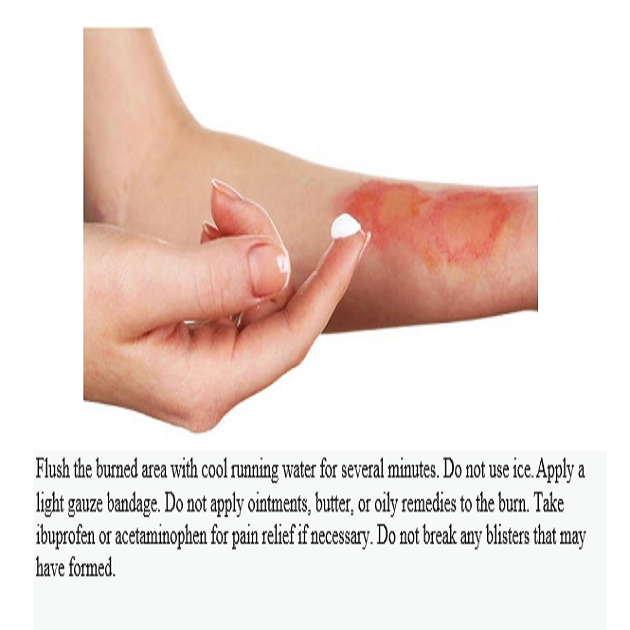 Flush the burned area with cool running water for several minutes. Do not use ice. Apply a
light gauze bandage. Do not apply ointments, butter, or oily remedies to the burn. Take
ibuprofen or acetaminophen for pain relief if necessary. Do not break any blisters that may
have formed.